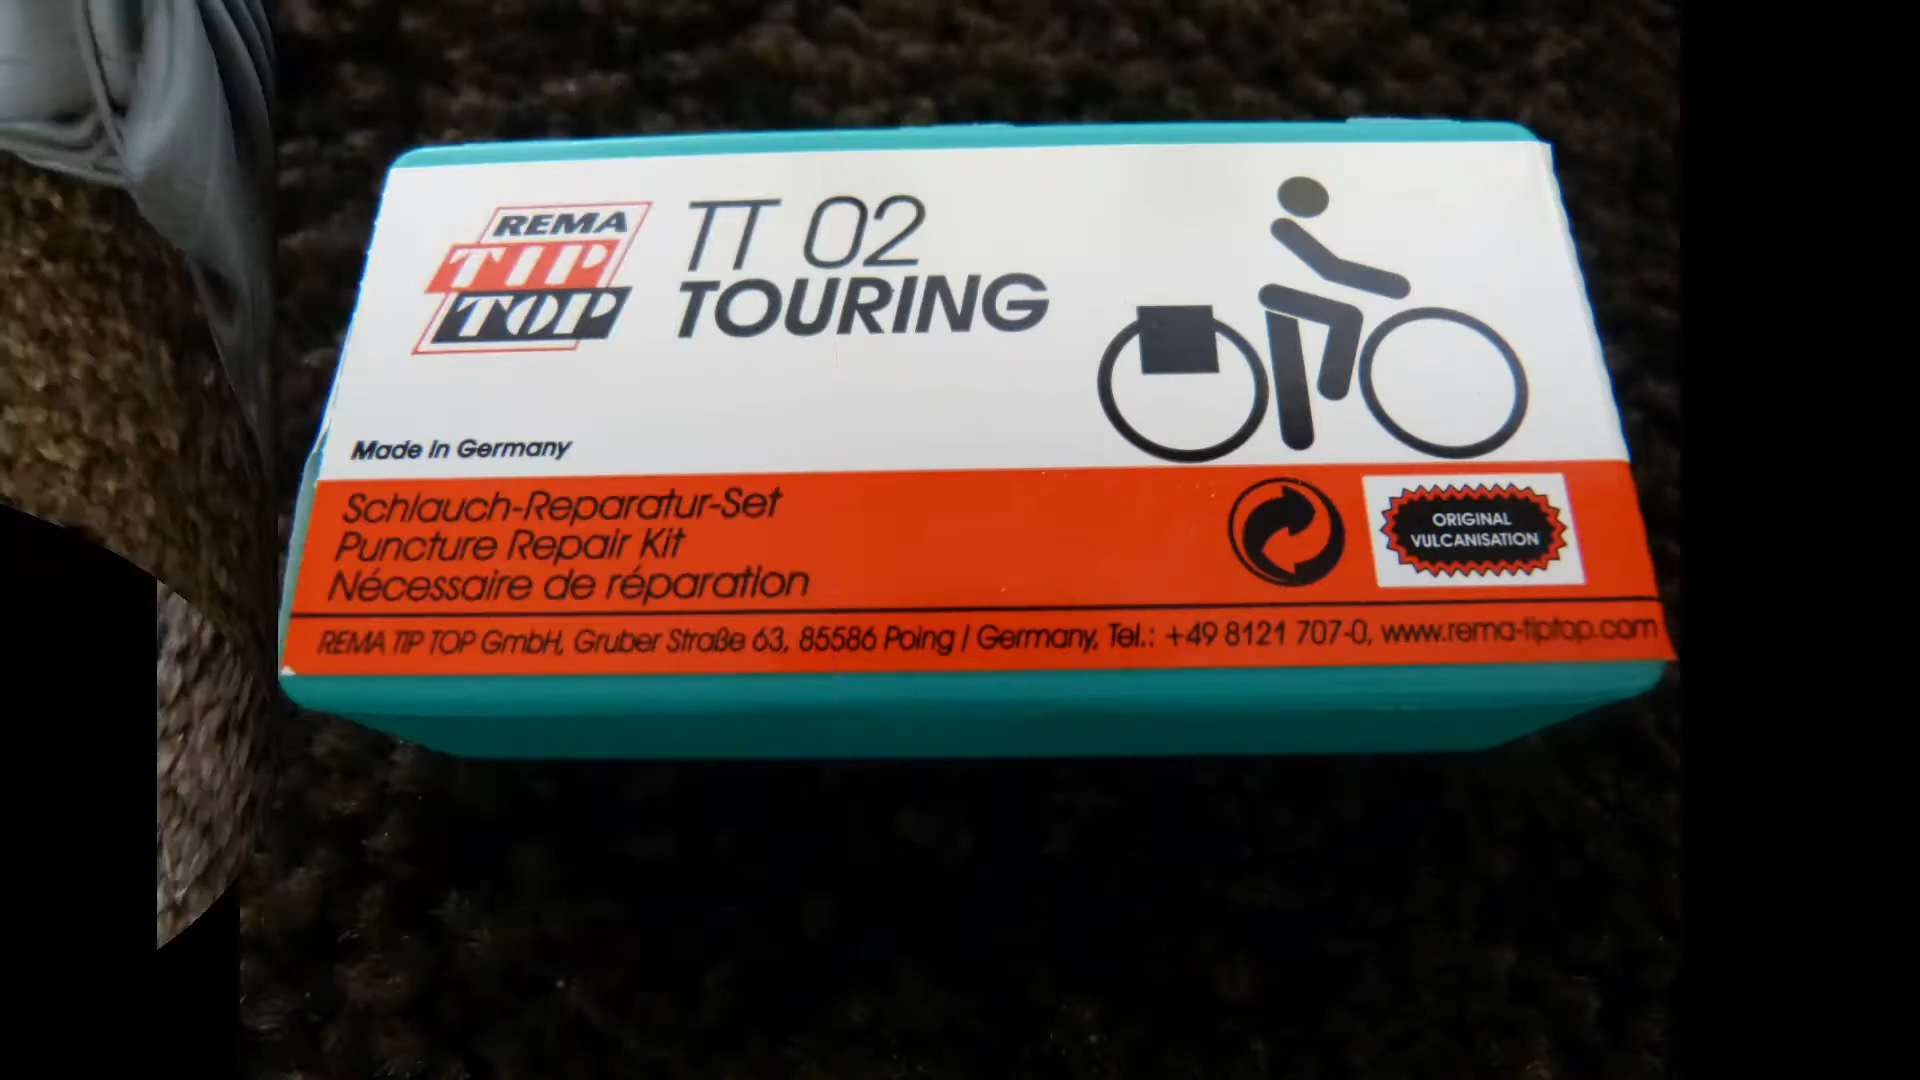 REMA
TIP
TOP
TT 02
TOURING
Made in Germany
Schlauch-Reparatur-Set
Puncture Repair Kit
Nécessaire de réparation
ORIGINAL
VULCANISATION
REMA TIP TOP GmbH, Gruber Straße 63, 85586 Poing / Germany, Tel.: +49 8121 707-0, www.rema-tiptop.com